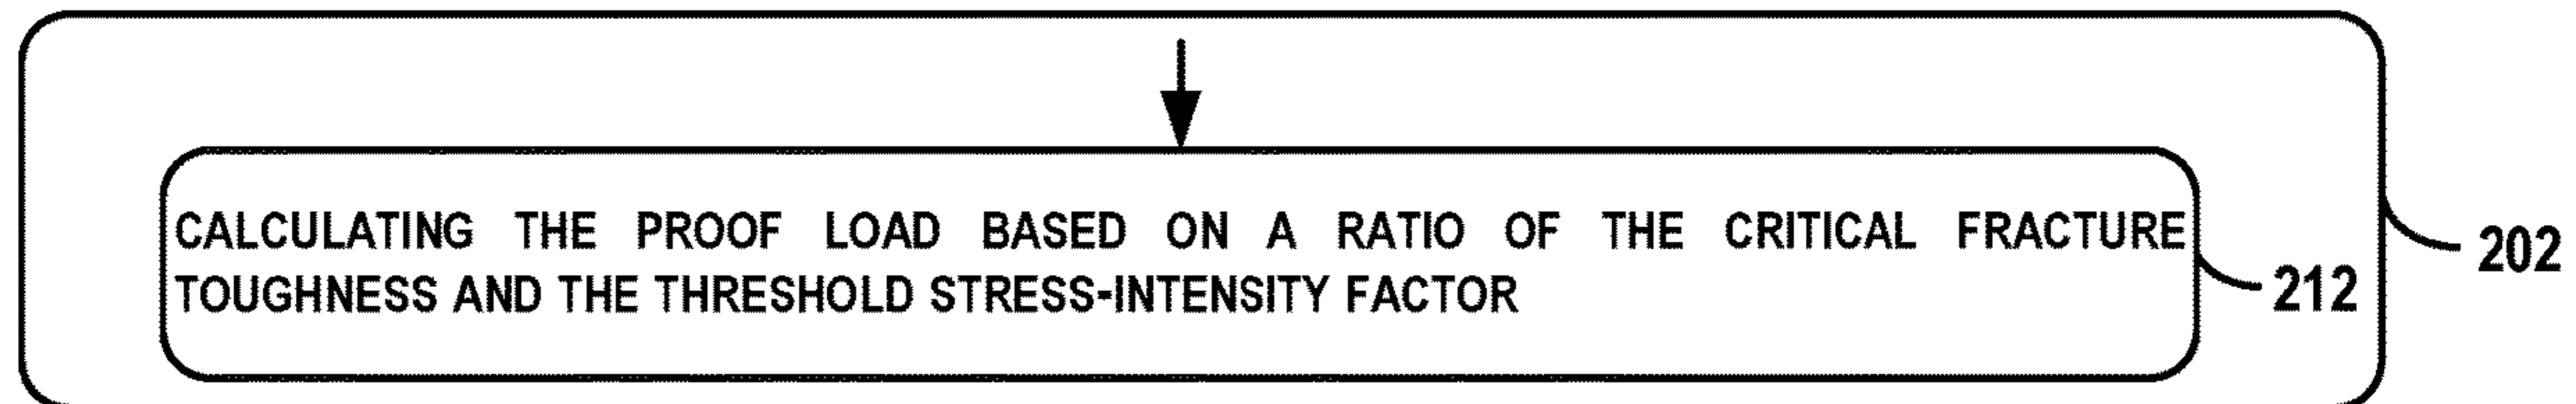 CALCULATING THE PROOF LOAD BASED ON A RATIO OF THE CRITICAL FRACTURE
TOUGHNESS AND THE THRESHOLD STRESS-INTENSITY FACTOR
212
202